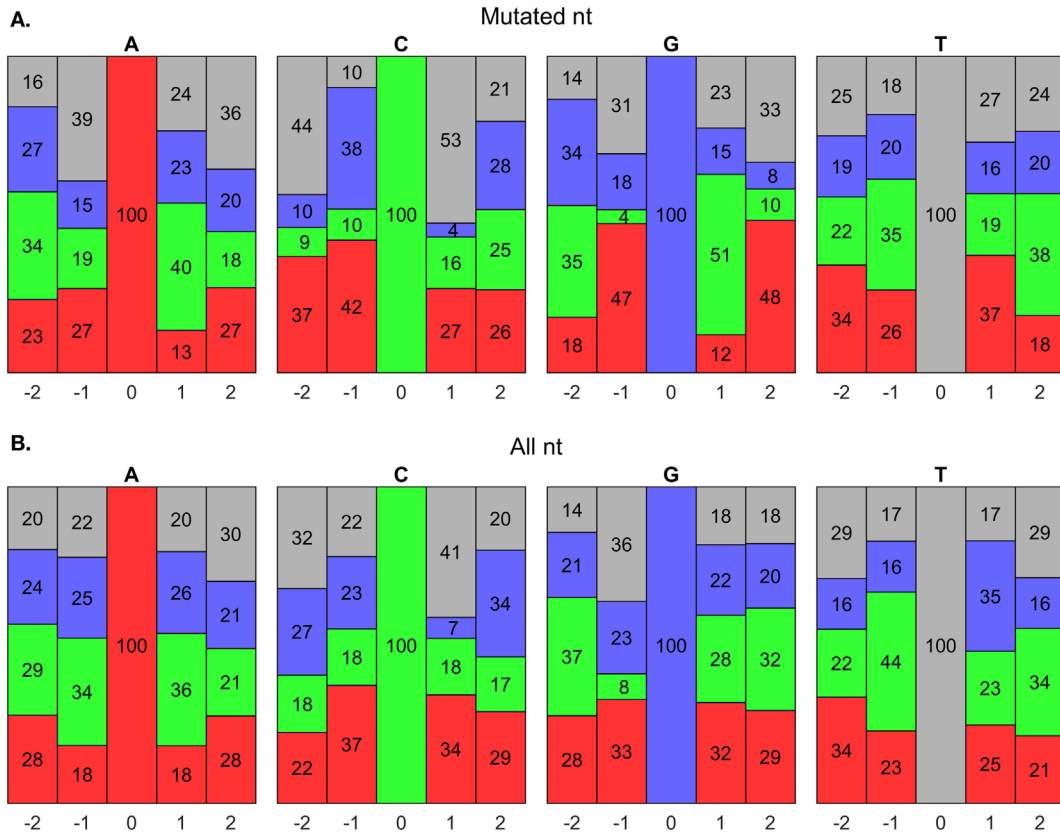 A. Mutated nt
A C G T
16 39 24 36 44 10 53 21 14 31 23 33 25 18 27 24
27 15 23 20 10 38 4 28 34 18 15 8 19 20 16 20
100 100 100 100
34 19 40 18 9 10 16 25 35 4 51 10 22 35 19 38
23 27 13 27 37 42 27 26 18 47 12 48 34 26 37 18
-2 -1 0 1 2 -2 -1 0 1 2 -2 -1 0 1 2 -2 -1 0 1 2
B. All nt
A C G T
20 22 20 30 32 22 41 20 14 36 18 18 29 17 17 29
24 25 26 21 27 23 7 34 21 23 22 20 16 16 35 16
100 100 100 100
29 34 36 21 18 18 18 17 37 8 28 32 22 44 23 34
28 18 18 28 22 37 34 29 28 33 32 29 34 23 25 21
-2 -1 0 1 2 -2 -1 0 1 2 -2 -1 0 1 2 -2 -1 0 1 2